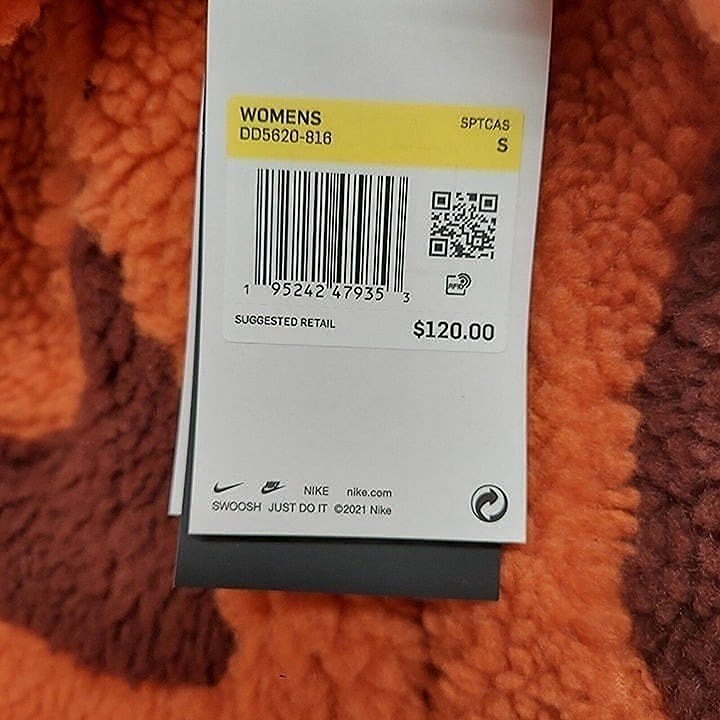 WOMENS
DD5620-816
SPTCAS
S
1 95242 47935 3
RFID
SUGGESTED RETAIL
$120.00
NIKE nike.com
SWOOSH JUST DO IT ©2021 Nike